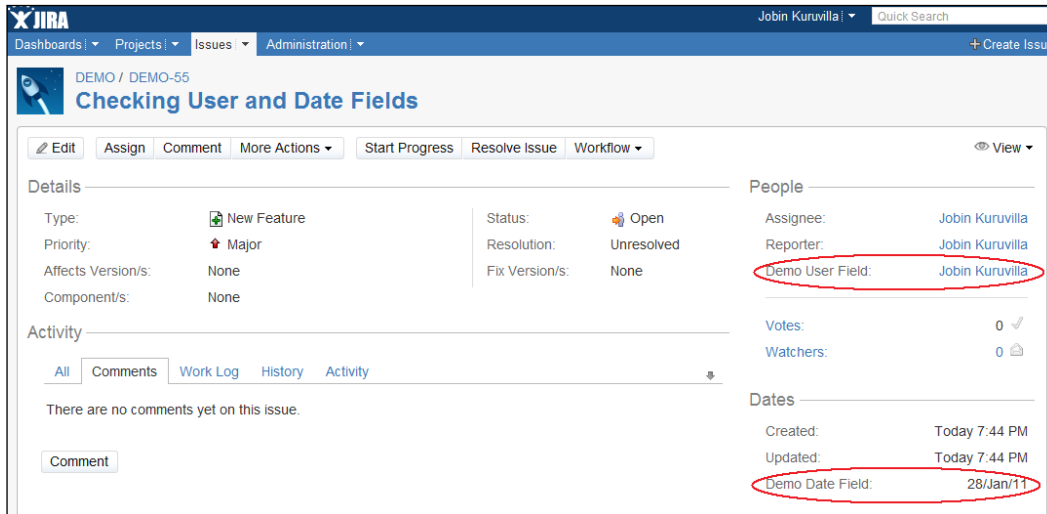 JIRA
Jobin Kuruvilla
Quick Search
Dashboards Projects Issues Administration
+ Create Issu
DEMO / DEMO-55
Checking User and Date Fields
Edit Assign Comment More Actions Start Progress Resolve Issue Workflow
View
Details
Type: New Feature
Status: Open
Priority: Major
Resolution: Unresolved
Affects Version/s: None
Fix Version/s: None
Component/s: None
Activity
All Comments Work Log History Activity
There are no comments yet on this issue.
Comment
People
Assignee: Jobin Kuruvilla
Reporter: Jobin Kuruvilla
Demo User Field: Jobin Kuruvilla
Votes: 0
Watchers: 0
Dates
Created: Today 7:44 PM
Updated: Today 7:44 PM
Demo Date Field: 28/Jan/11